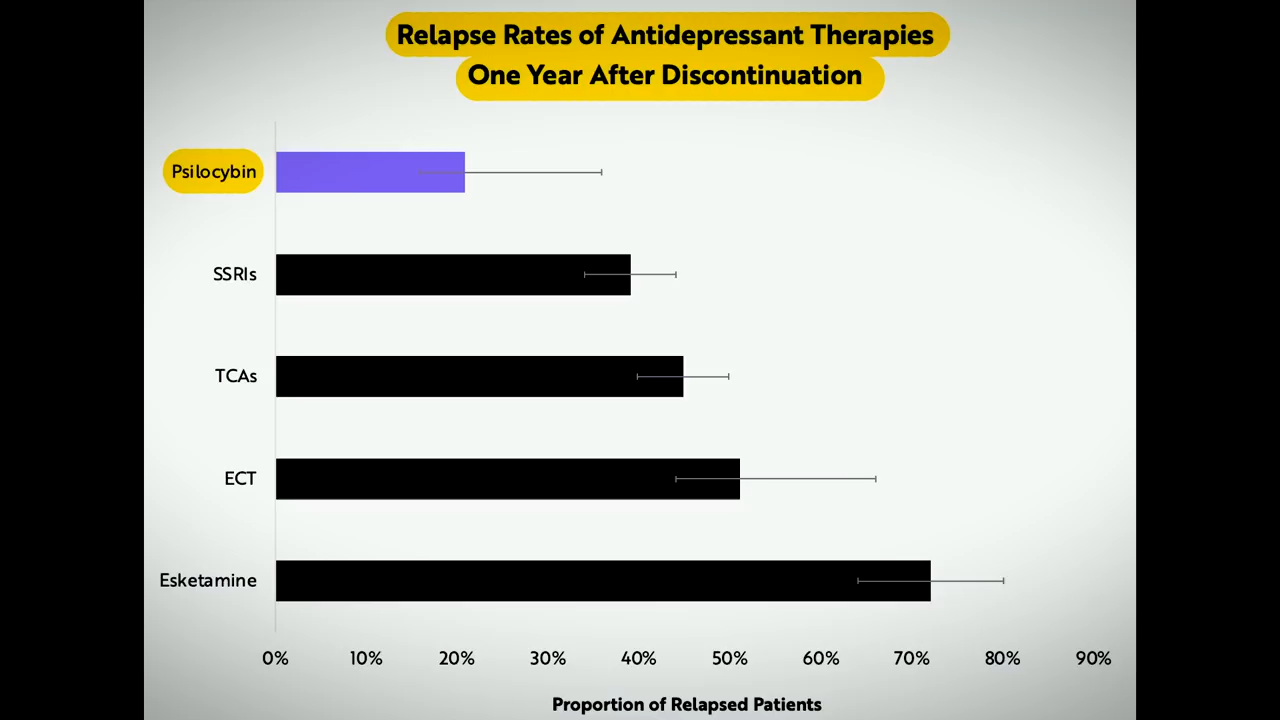 Relapse Rates of Antidepressant Therapies
One Year After Discontinuation
Psilocybin
SSRIs
TCAs
ECT
Esketamine
0% 10% 20% 30% 40% 50% 60% 70% 80% 90%
Proportion of Relapsed Patients